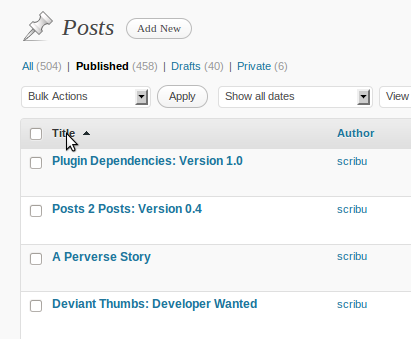 Posts Add New
All (504) | Published (458) | Drafts (40) | Private (6)
Bulk Actions Apply Show all dates View
Title Author
Plugin Dependencies: Version 1.0 scribu
Posts 2 Posts: Version 0.4 scribu
A Perverse Story scribu
Deviant Thumbs: Developer Wanted scribu